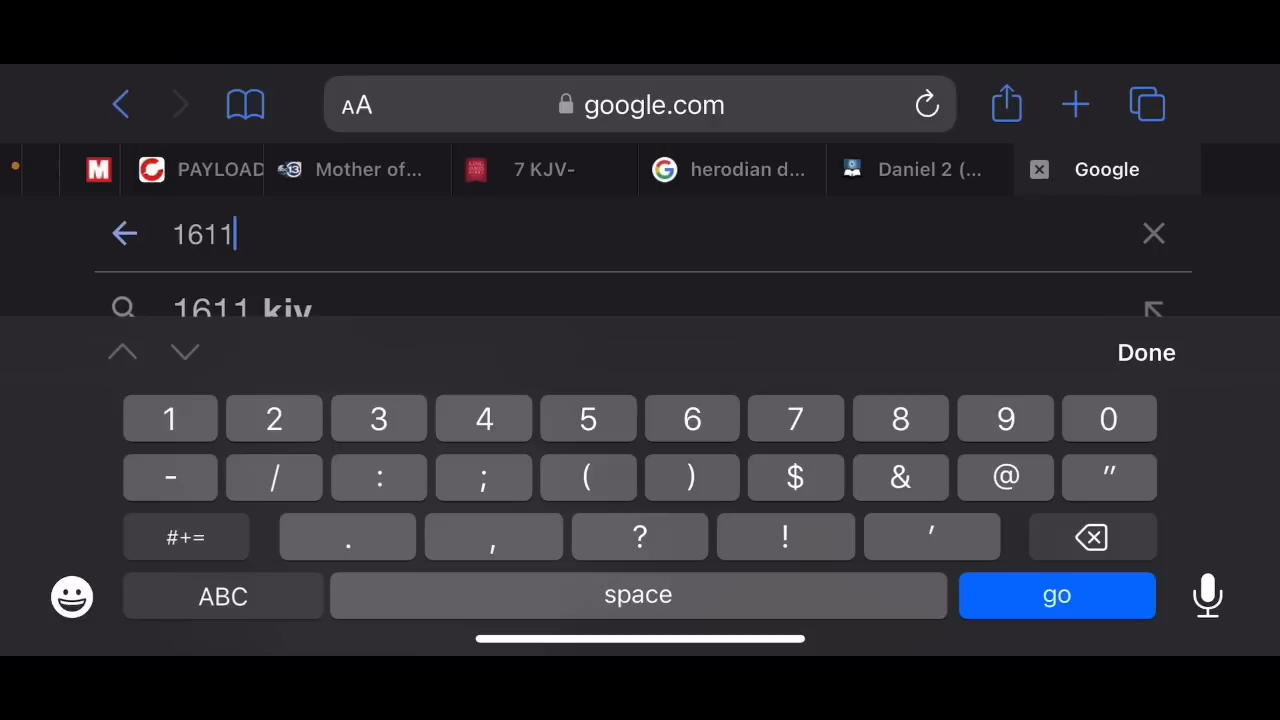 AA google.com
M PAYLOAD 13 Mother of... 7 KJV- G herodian d... Daniel 2 (... Google
1611
1611 kjv
Done
1 2 3 4 5 6 7 8 9 0
- / : ; ( ) $ & @ "
#+= . , ? ! '
ABC space go